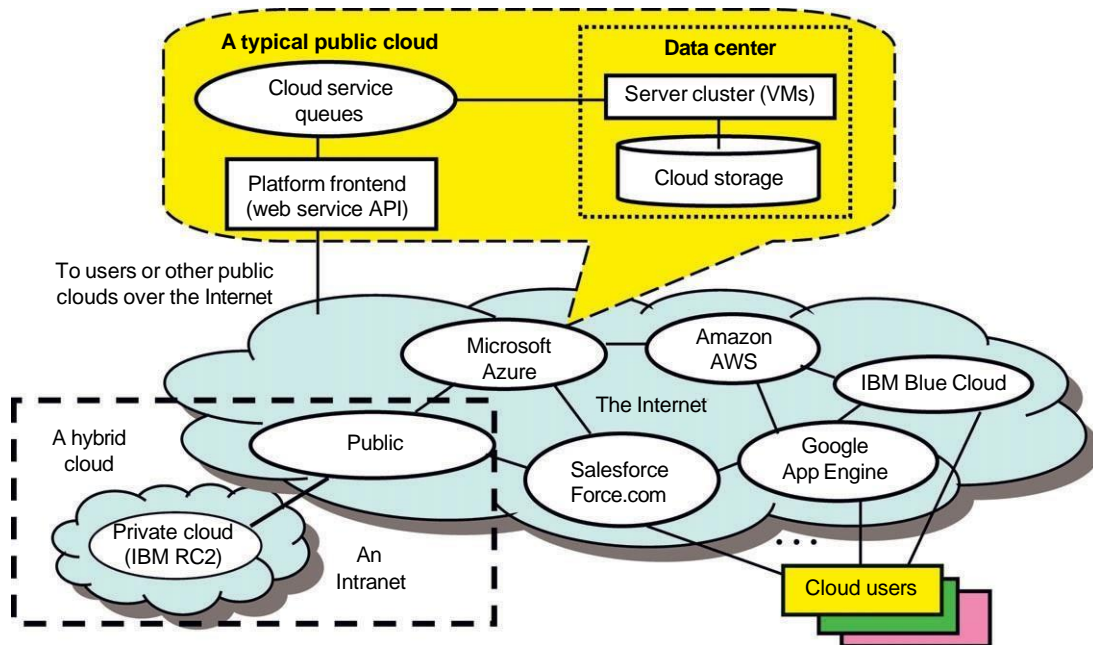 A typical public cloud
Data center
Cloud service
queues
Server cluster (VMs)
Cloud storage
Platform frontend
(web service API)
To users or other public
clouds over the Internet
Microsoft
Azure
Amazon
AWS
IBM Blue Cloud
The Internet
A hybrid
cloud
Public
Salesforce
Force.com
Google
App Engine
Private cloud
(IBM RC2)
An
Intranet
...
Cloud users